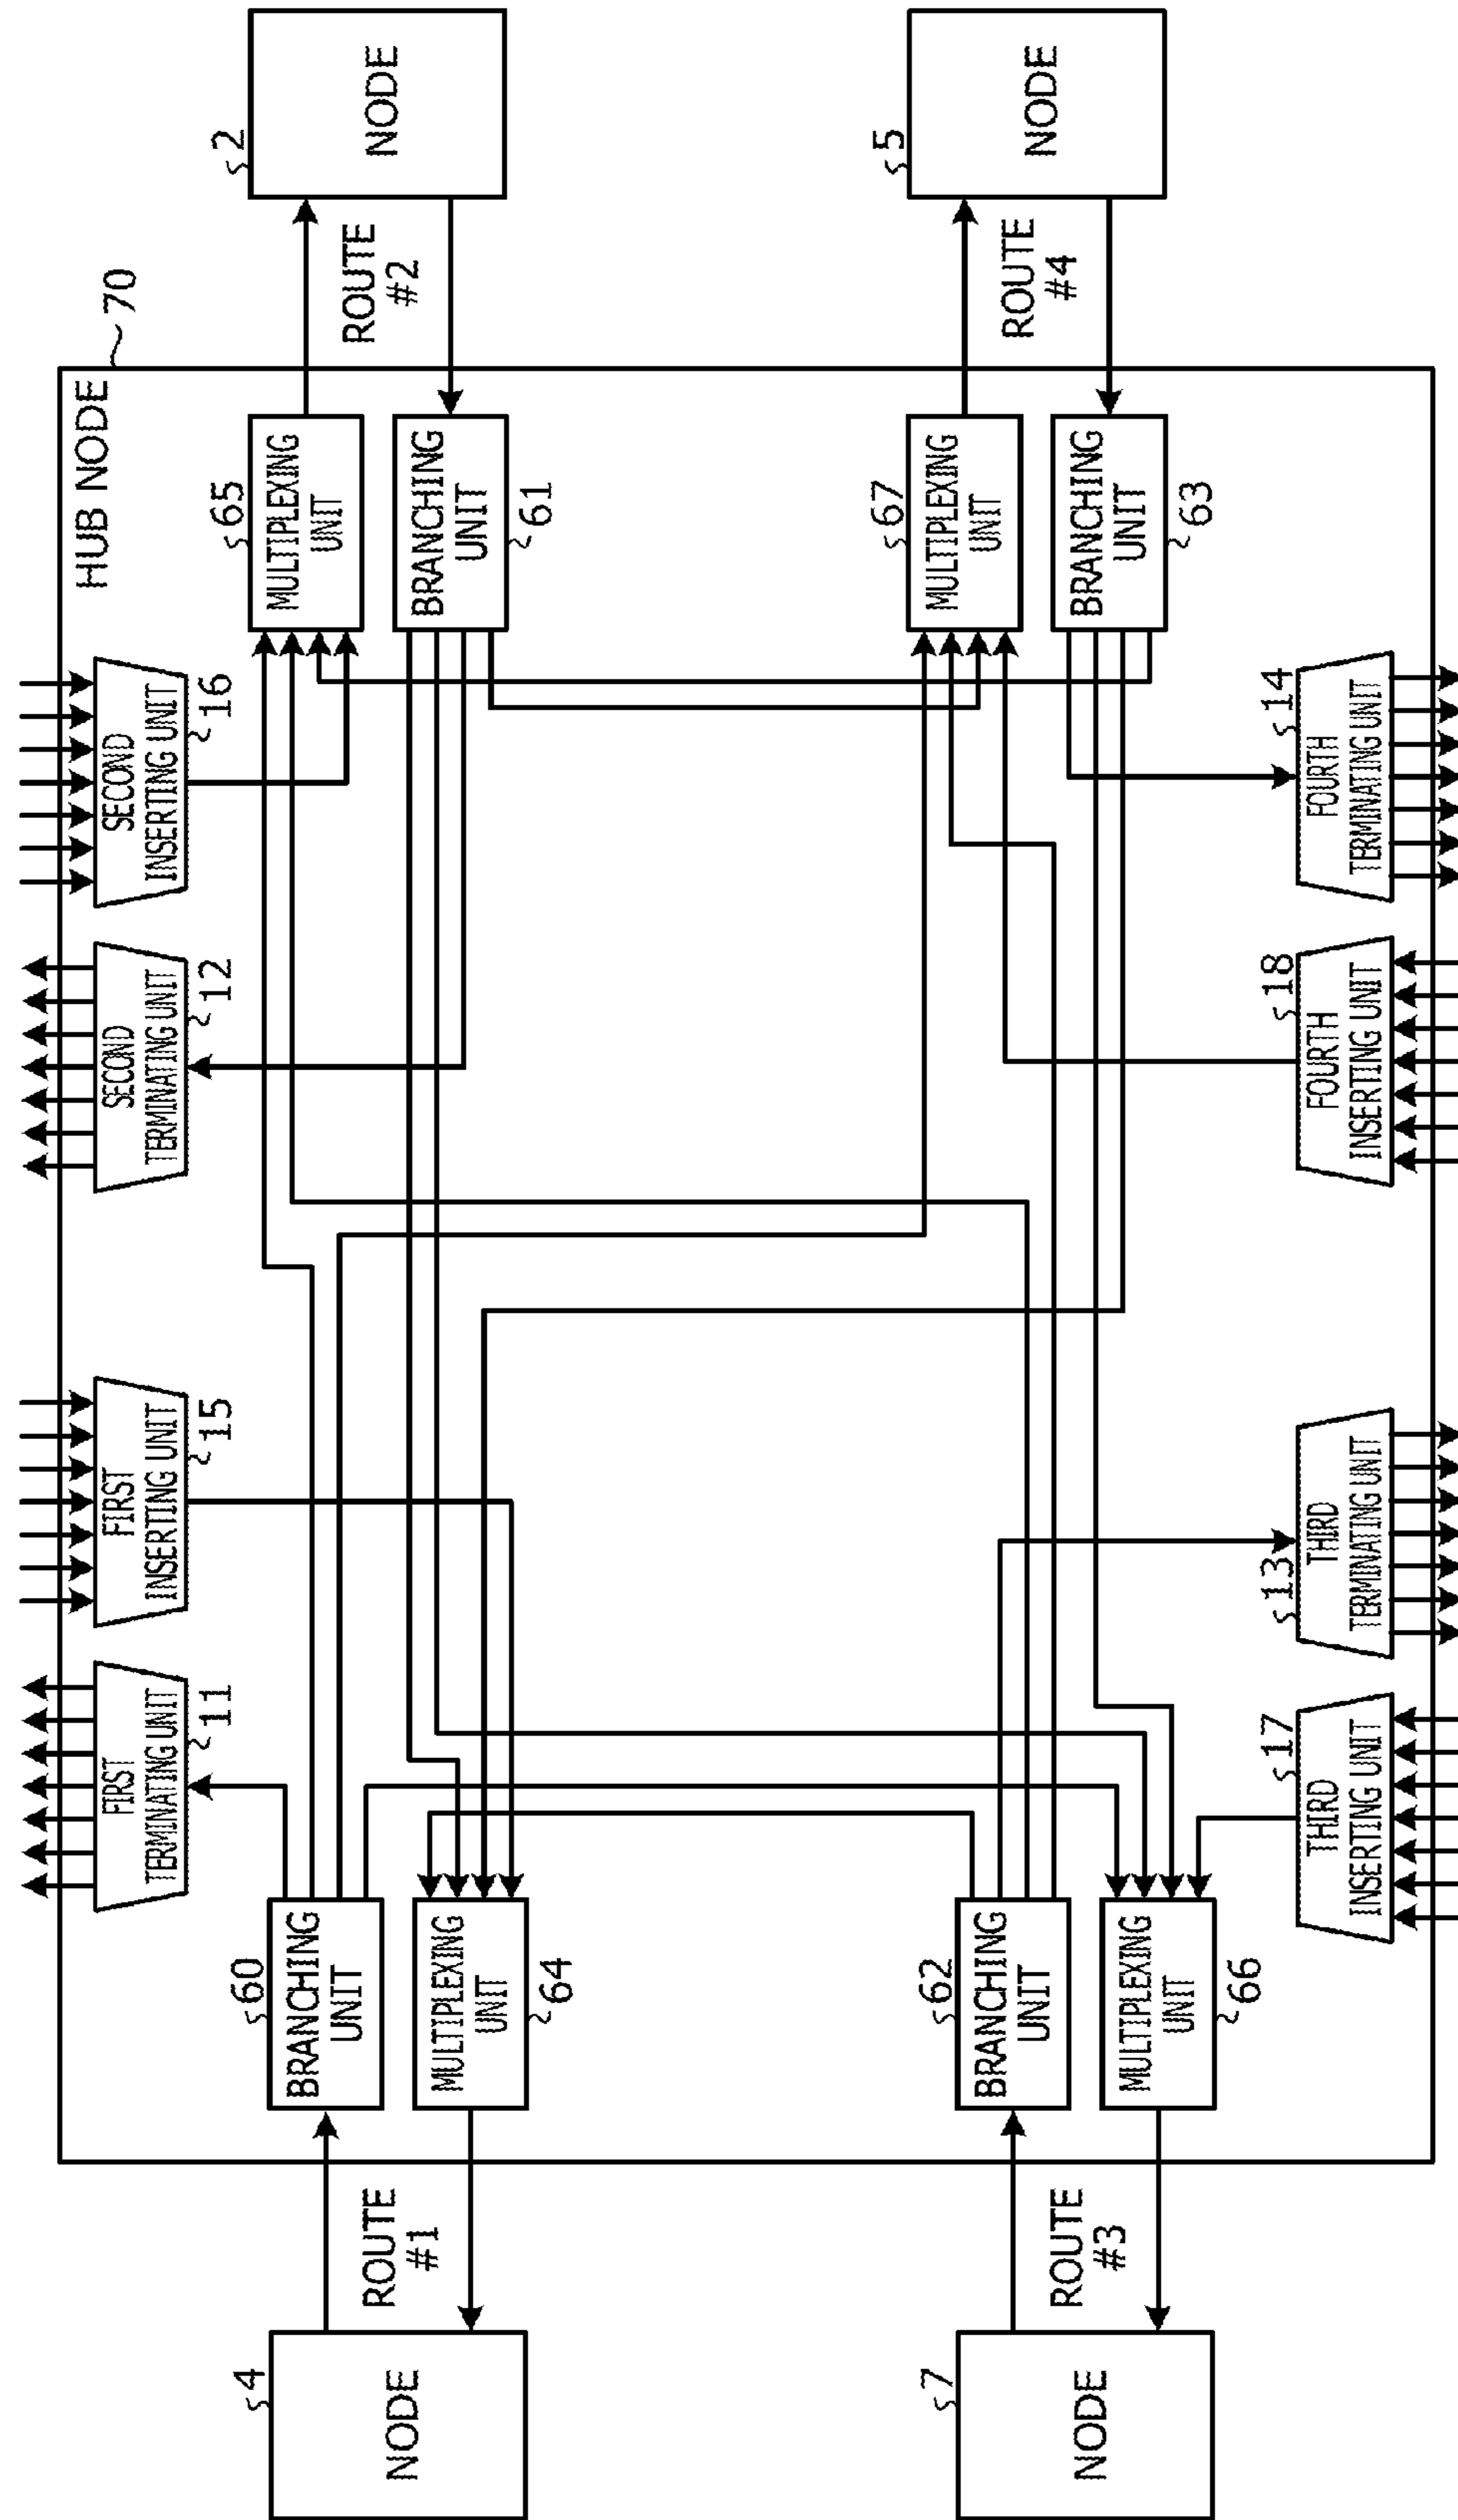 HUB NODE
70
FIRST
TERMINATING UNIT
11
FIRST
INSERTING UNIT
15
SECOND
TERMINATING UNIT
12
SECOND
INSERTING UNIT
16
4
NODE
ROUTE
#1
60
BRANCHING
UNIT
MULTIPLEXING
UNIT
64
65
MULTIPLEXING
UNIT
BRANCHING
UNIT
61
ROUTE
#2
2
NODE
7
NODE
ROUTE
#3
62
BRANCHING
UNIT
MULTIPLEXING
UNIT
66
67
MULTIPLEXING
UNIT
BRANCHING
UNIT
63
ROUTE
#4
5
NODE
17
THIRD
INSERTING UNIT
13
THIRD
TERMINATING UNIT
18
FOURTH
INSERTING UNIT
14
FOURTH
TERMINATING UNIT